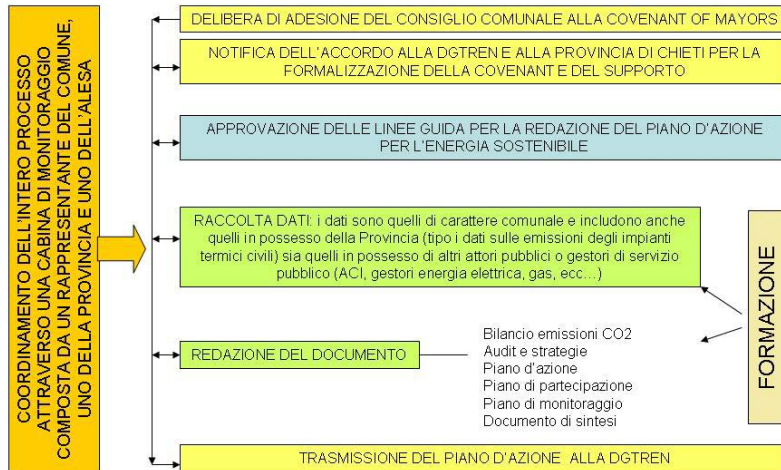 COORDINAMENTO DELL'INTERO PROCESSO
ATTRAVERSO UNA CABINA DI MONITORAGGIO
COMPOSTA DA UN RAPPRESENTANTE DEL COMUNE,
UNO DELLA PROVINCIA E UNO DELL'ALESA
DELIBERA DI ADESIONE DEL CONSIGLIO COMUNALE ALLA COVENANT OF MAYORS
NOTIFICA DELL'ACCORDO ALLA DGTREN E ALLA PROVINCIA DI CHIETI PER LA
FORMALIZZAZIONE DELLA COVENANT E DEL SUPPORTO
APPROVAZIONE DELLE LINEE GUIDA PER LA REDAZIONE DEL PIANO D'AZIONE
PER L'ENERGIA SOSTENIBILE
RACCOLTA DATI: i dati sono quelli di carattere comunale e includono anche
quelli in possesso della Provincia (tipo i dati sulle emissioni degli impianti
termici civili) sia quelli in possesso di altri attori pubblici o gestori di servizio
pubblico (ACI, gestori energia elettrica, gas, ecc...)
REDAZIONE DEL DOCUMENTO
Bilancio emissioni CO2
Audit e strategie
Piano d'azione
Piano di partecipazione
Piano di monitoraggio
Documento di sintesi
FORMAZIONE
TRASMISSIONE DEL PIANO D'AZIONE ALLA DGTREN